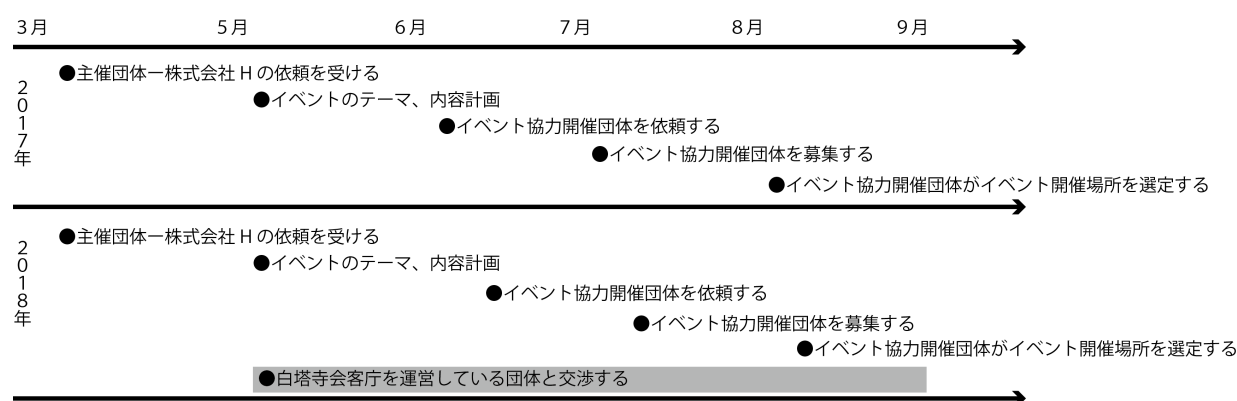 3月 5月 6月 7月 8月 9月
2017年
●主催団体一株式会社Hの依頼を受ける
●イベントのテーマ、内容計画
●イベント協力開催団体を依頼する
●イベント協力開催団体を募集する
●イベント協力開催団体がイベント開催場所を選定する
2018年
●主催団体一株式会社Hの依頼を受ける
●イベントのテーマ、内容計画
●イベント協力開催団体を依頼する
●イベント協力開催団体を募集する
●イベント協力開催団体がイベント開催場所を選定する
●白塔寺会客庁を運営している団体と交渉する